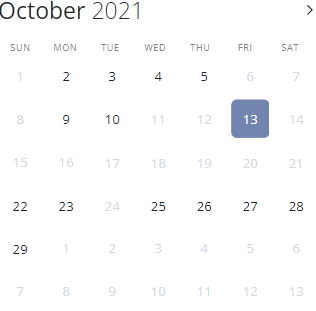 October 2021
SUN MON TUE WED THU FRI SAT
1 2 3 4 5 6 7
8 9 10 11 12 13 14
15 16 17 18 19 20 21
22 23 24 25 26 27 28
29 1 2 3 4 5 6
7 8 9 10 11 12 13